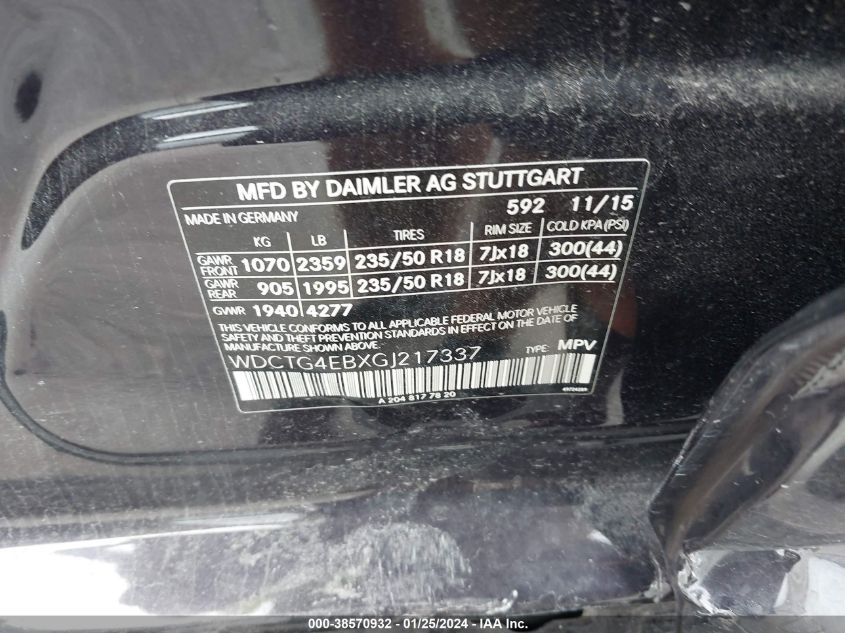 MFD BY DAIMLER AG STUTTGART
MADE IN GERMANY 592 11/15
KG LB TIRES RIM SIZE COLD KPA (PSI)
GAWR FRONT 1070 2359 235/50 R18 7Jx18 300(44)
GAWR REAR 905 1995 235/50 R18 7Jx18 300(44)
GVWR 1940 4277
THIS VEHICLE CONFORMS TO ALL APPLICABLE FEDERAL MOTOR VEHICLE
SAFETY AND THEFT PREVENTION STANDARDS IN EFFECT ON THE DATE
OF MANUFACTURE SHOWN ABOVE.
WDCTG4EBXGJ217337 TYPE: MPV
A 204 817 78 20
000-38570932 - 01/25/2024 - IAA Inc.